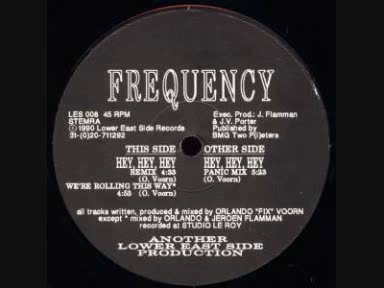 FREQUENCY
LES 008 45 RPM
STEMRA
℗ 1990 Lower East Side Records
31-(0)20-711292
Exec. Prod.: J. Flamman
& J.V. Porter
Published by
BMG Two Pi(e)ters
THIS SIDE
HEY, HEY, HEY
REMIX 4:33
(O. Voorn)
WE'RE ROLLING THIS WAY*
4:53 (O. Voorn)
OTHER SIDE
HEY, HEY, HEY
PANIC MIX 5:23
(O. Voorn)
all tracks written, produced & mixed by ORLANDO "FIX" VOORN
except * mixed by ORLANDO & JEROEN FLAMMAN
recorded at STUDIO LE ROY
ANOTHER
LOWER EAST SIDE
PRODUCTION